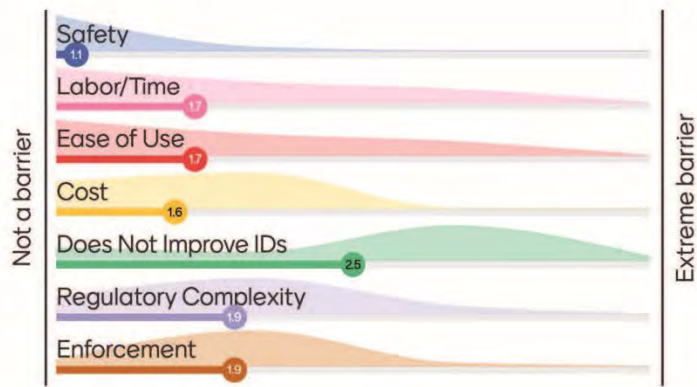 Not a barrier
Safety
1.1
Labor/Time
1.7
Ease of Use
1.7
Cost
1.6
Does Not Improve IDs
2.5
Regulatory Complexity
1.9
Enforcement
1.9
Extreme barrier